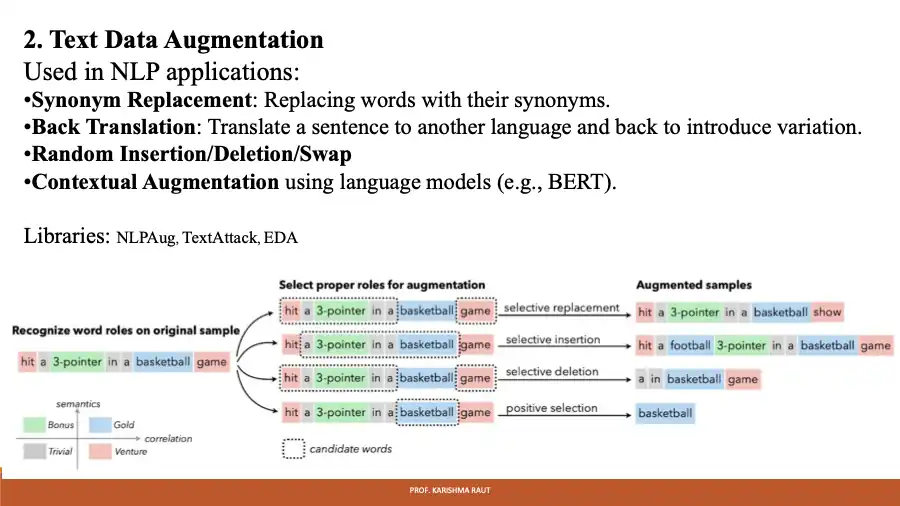 2. Text Data Augmentation
Used in NLP applications:
•Synonym Replacement: Replacing words with their synonyms.
•Back Translation: Translate a sentence to another language and back to introduce variation.
•Random Insertion/Deletion/Swap
•Contextual Augmentation using language models (e.g., BERT).
Libraries: NLPAug, TextAttack, EDA
Recognize word roles on original sample
hit a 3-pointer in a basketball game
semantics
Bonus Gold
correlation
Trivial Venture
Select proper roles for augmentation
hit a 3-pointer in a basketball game
hit a 3-pointer in a basketball game
hit a 3-pointer in a basketball game
hit a 3-pointer in a basketball game
candidate words
selective replacement
selective insertion
selective deletion
positive selection
Augmented samples
hit a 3-pointer in a basketball show
hit a football 3-pointer in a basketball game
a in basketball game
basketball
PROF. KARISHMA RAUT